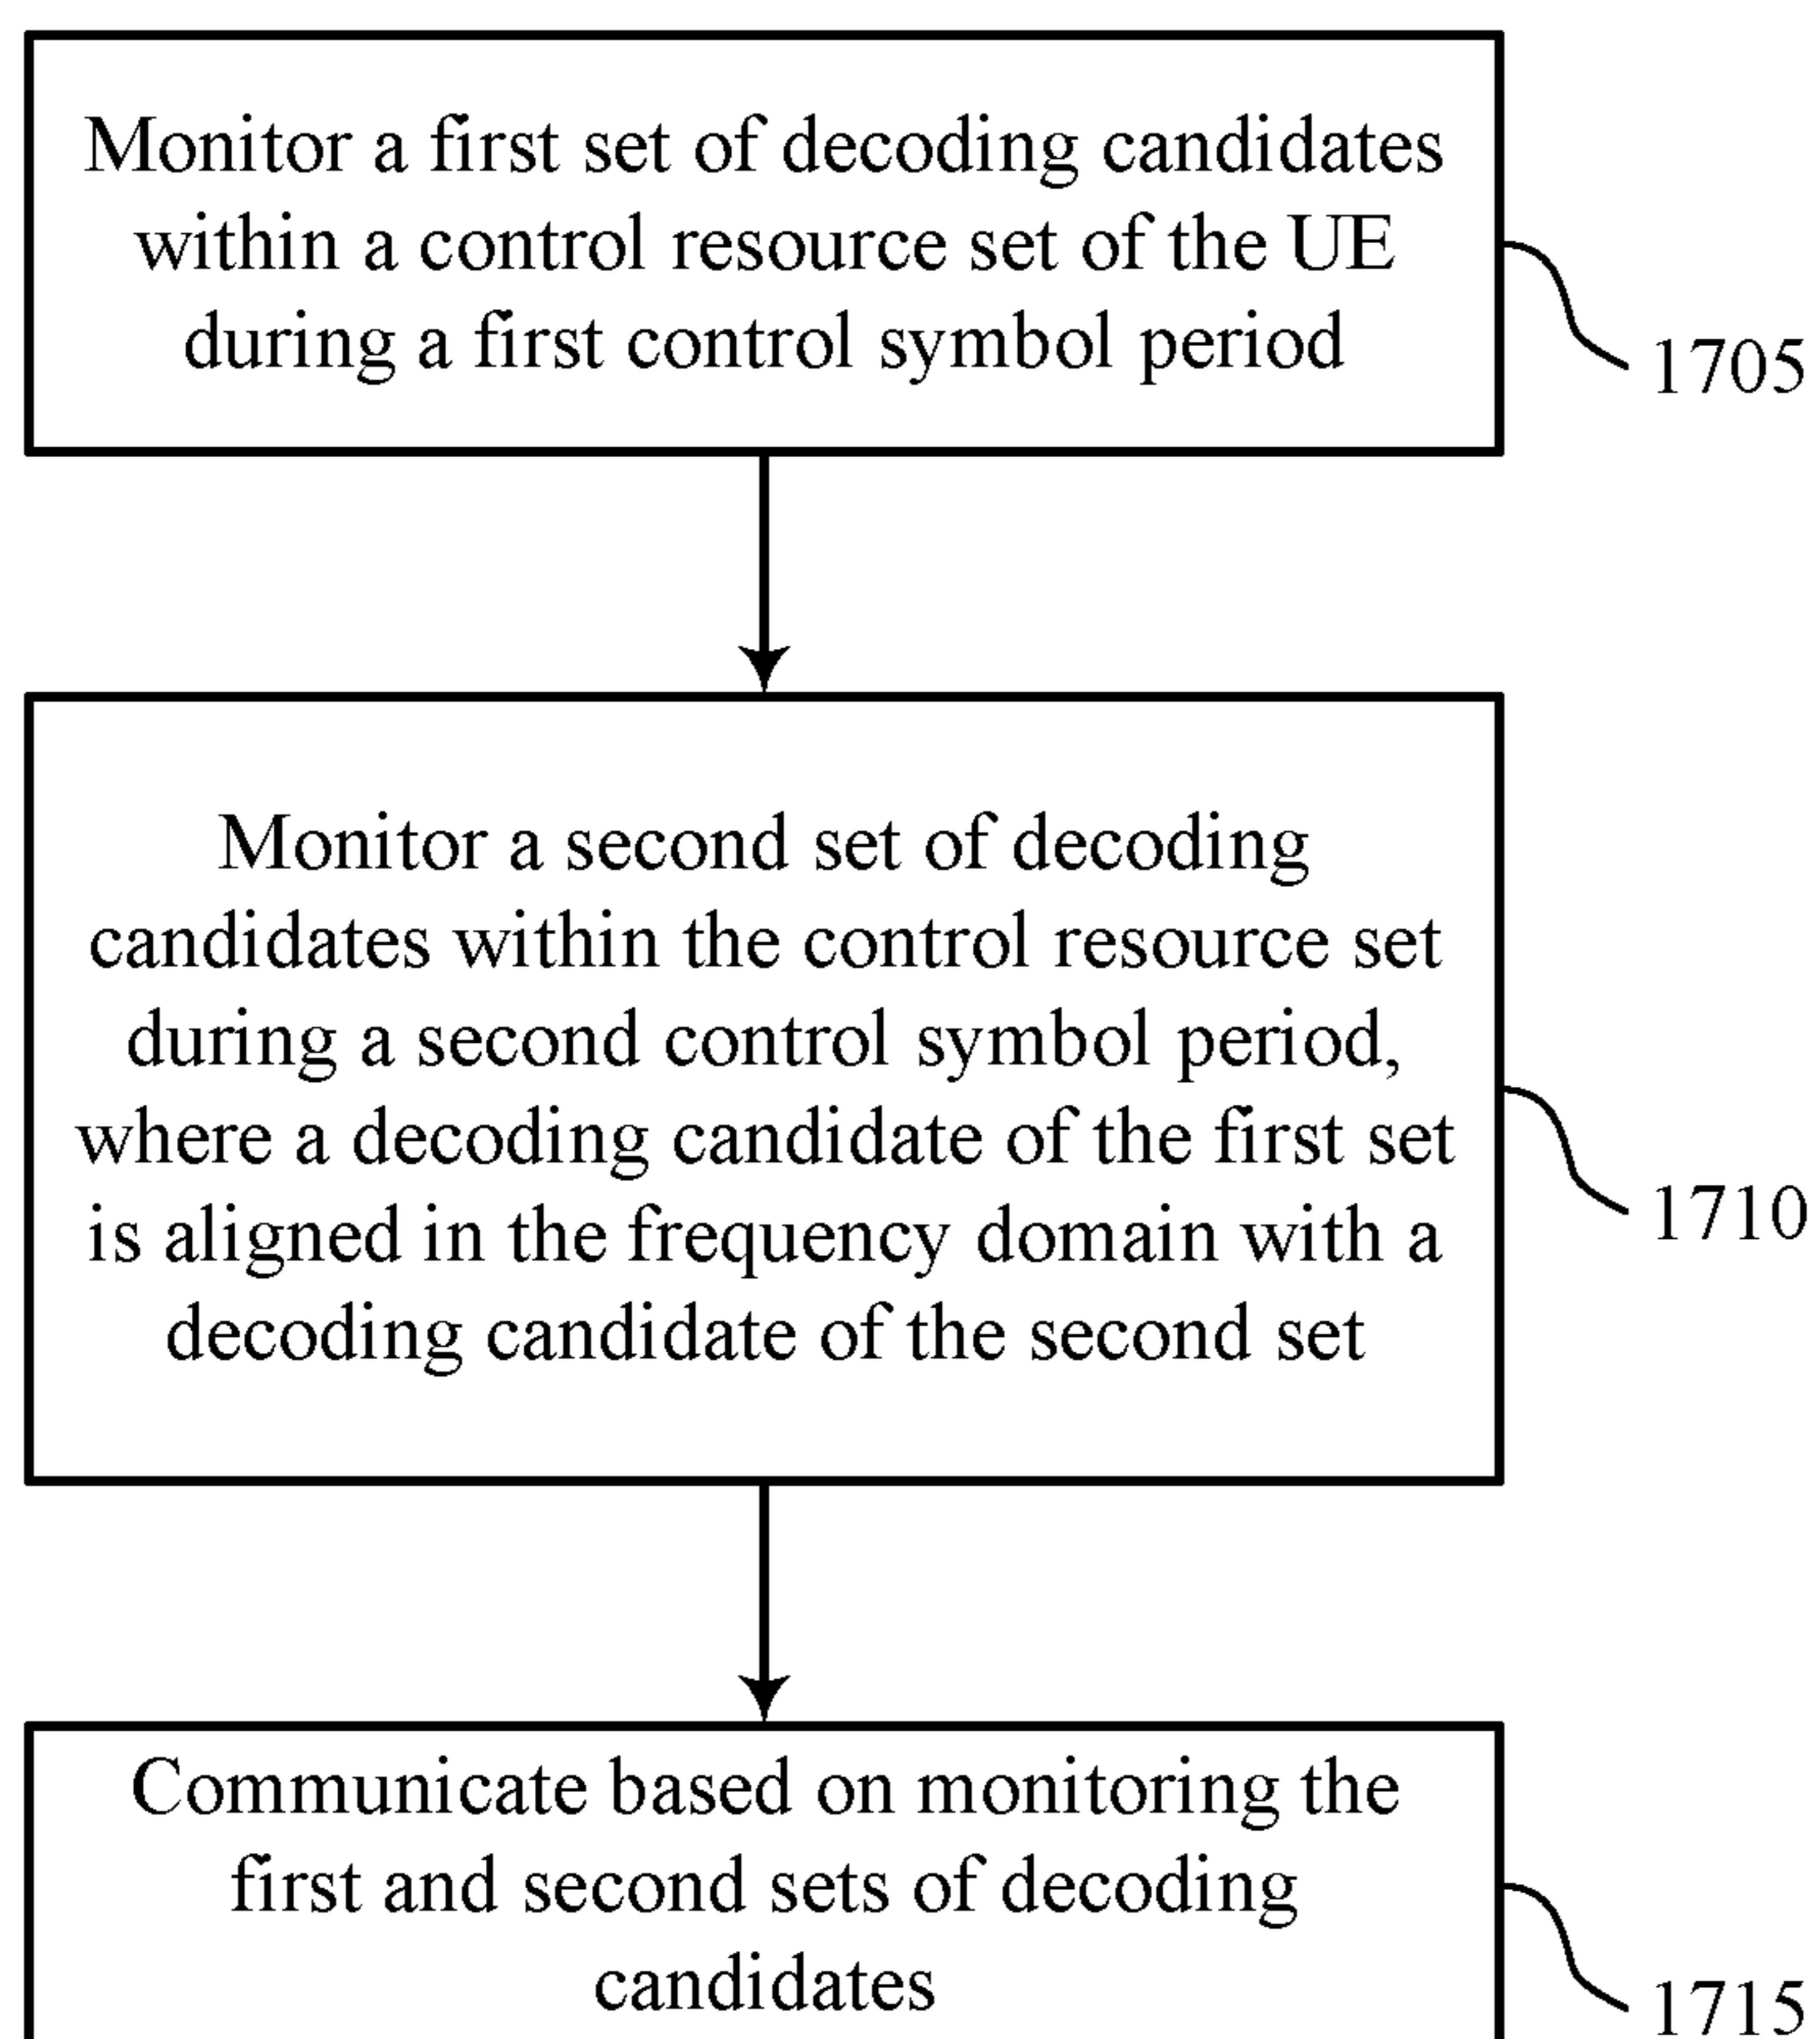 Monitor a first set of decoding candidates
within a control resource set of the UE
during a first control symbol period
1705
Monitor a second set of decoding
candidates within the control resource set
during a second control symbol period,
where a decoding candidate of the first set
is aligned in the frequency domain with a
decoding candidate of the second set
1710
Communicate based on monitoring the
first and second sets of decoding
candidates
1715